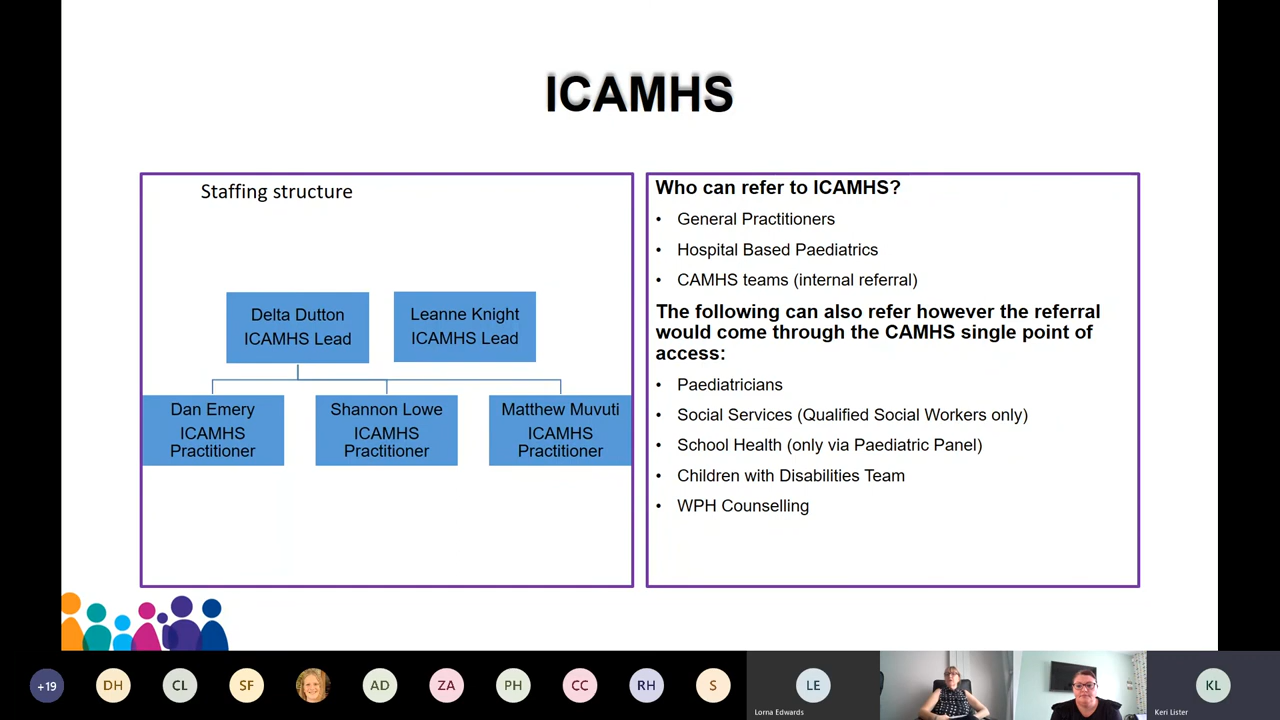 ICAMHS
Staffing structure
Delta Dutton
ICAMHS Lead
Leanne Knight
ICAMHS Lead
Dan Emery
ICAMHS
Practitioner
Shannon Lowe
ICAMHS
Practitioner
Matthew Muvuti
ICAMHS
Practitioner
Who can refer to ICAMHS?
• General Practitioners
• Hospital Based Paediatrics
• CAMHS teams (internal referral)
The following can also refer however the referral
would come through the CAMHS single point of
access:
• Paediatricians
• Social Services (Qualified Social Workers only)
• School Health (only via Paediatric Panel)
• Children with Disabilities Team
• WPH Counselling
+19
DH
CL
SF
AD
ZA
PH
CC
RH
S
LE
Lorna Edwards
KL
Keri Lister